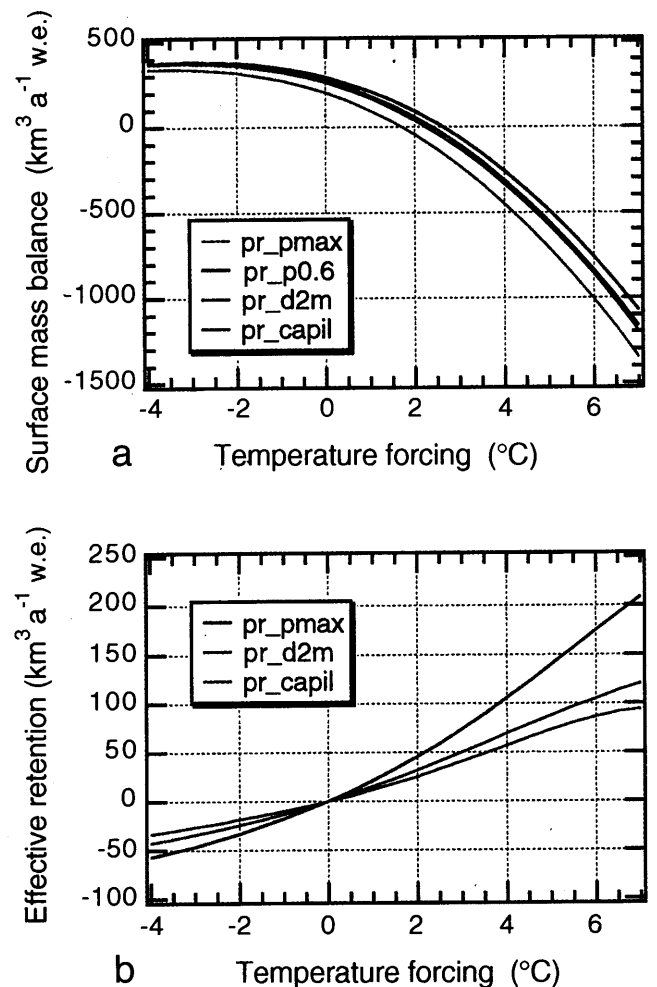 500
0
-500
-1000
-1500
Surface mass balance (km³ a⁻¹ w.e.)
pr_pmax
pr_p0.6
pr_d2m
pr_capil
-4 -2 0 2 4 6
a Temperature forcing (°C)
250
200
150
100
50
0
-50
-100
Effective retention (km³ a⁻¹ w.e.)
pr_pmax
pr_d2m
pr_capil
-4 -2 0 2 4 6
b Temperature forcing (°C)